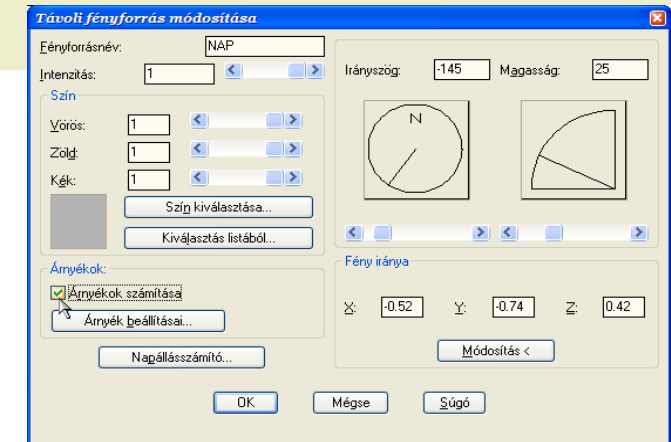 Távoli fényforrás módosítása
Fényforrásnév: NAP
Intenzitás: 1
Szín
Vörös: 1
Zöld: 1
Kék: 1
Szín kiválasztása...
Kiválasztás listából...
Árnyékok:
Árnyékok számítása
Árnyék beállításai...
Napállásszámító...
Irányszög: -145 Magasság: 25
N
Fény iránya
X: -0.52 Y: -0.74 Z: 0.42
Módosítás <
OK Mégse Súgó